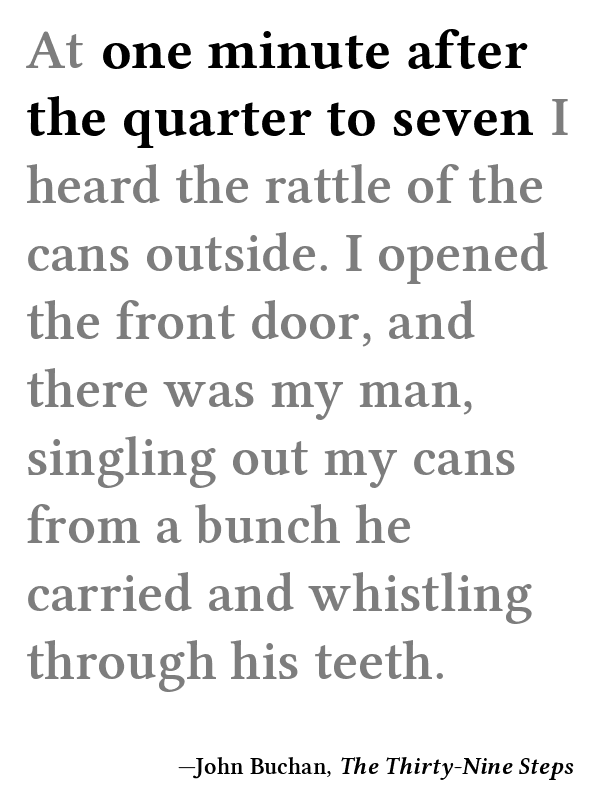 At one minute after
the quarter to seven I
heard the rattle of the
cans outside. I opened
the front door, and
there was my man,
singling out my cans
from a bunch he
carried and whistling
through his teeth.
—John Buchan, The Thirty-Nine Steps